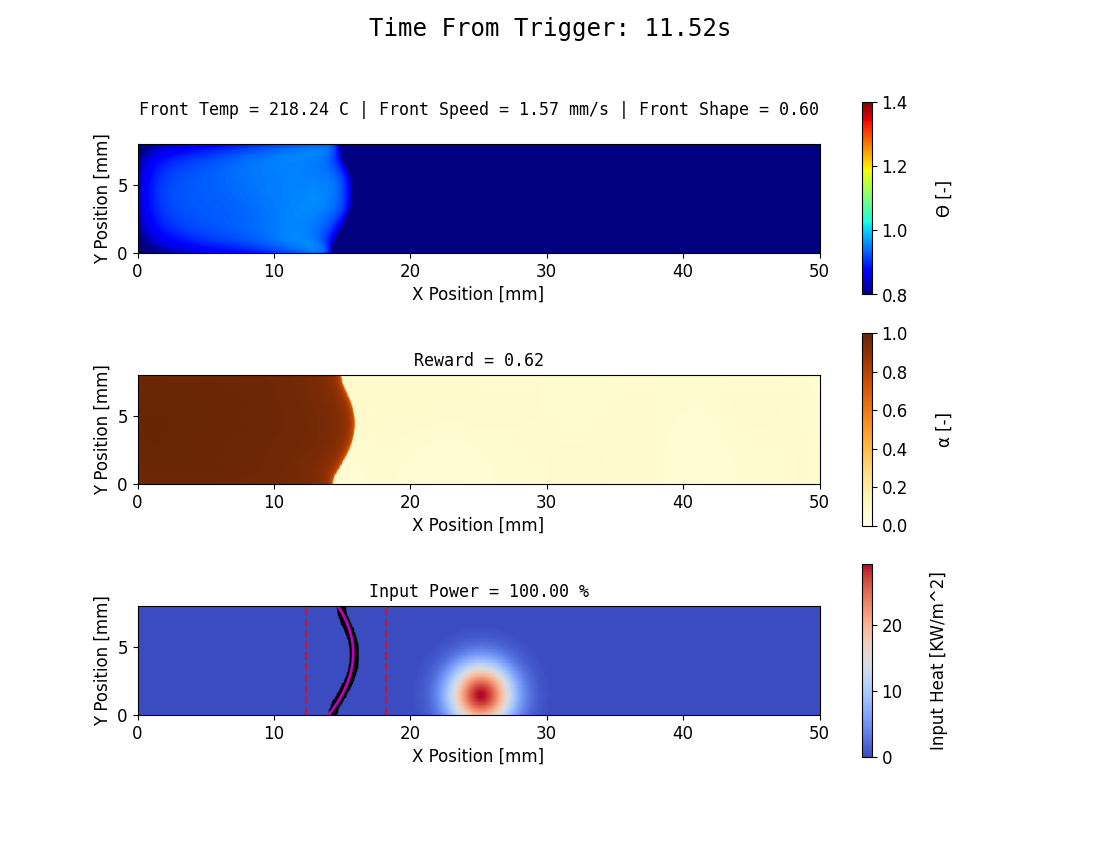 Time From Trigger: 11.52s
Front Temp = 218.24 C | Front Speed = 1.57 mm/s | Front Shape = 0.60
Y Position [mm]
5
0
0 10 20 30 40 50
X Position [mm]
1.4
1.2
1.0
0.8
Θ [-]
Reward = 0.62
Y Position [mm]
5
0
0 10 20 30 40 50
X Position [mm]
1.0
0.8
0.6
0.4
0.2
0.0
α [-]
Input Power = 100.00 %
Y Position [mm]
5
0
0 10 20 30 40 50
X Position [mm]
20
10
0
Input Heat [KW/m^2]